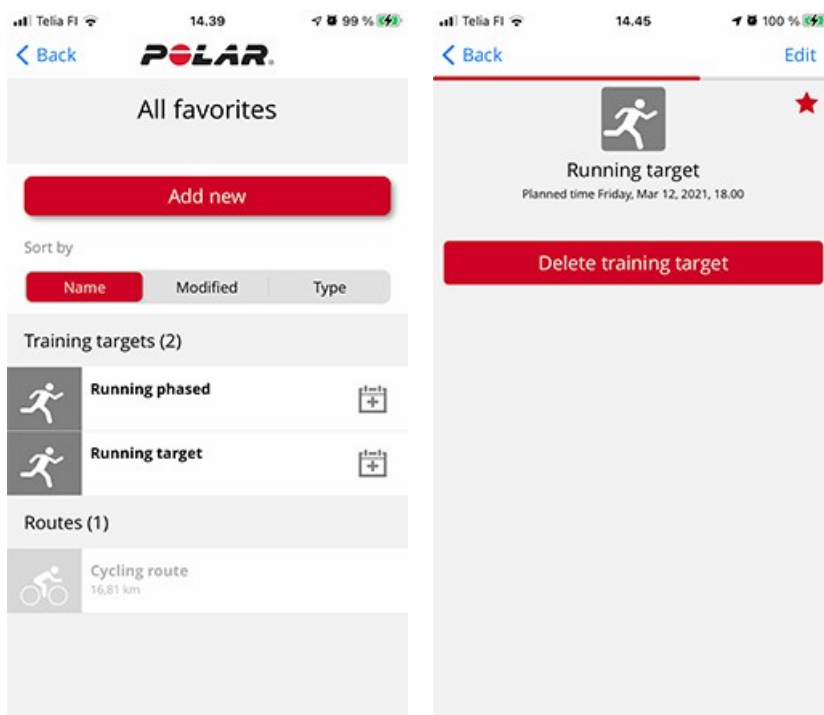 Telia FI 14.39 99 %
Back POLAR.
All favorites
Add new
Sort by
Name Modified Type
Training targets (2)
Running phased
Running target
Routes (1)
Cycling route
16,81 km
Telia FI 14.45 100 %
Back Edit
Running target
Planned time Friday, Mar 12, 2021, 18.00
Delete training target